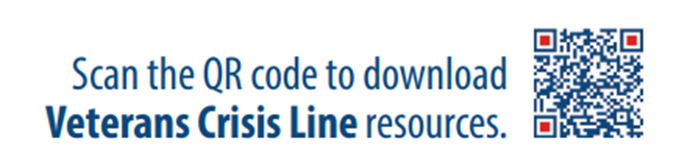 Scan the QR code to download
Veterans Crisis Line resources.